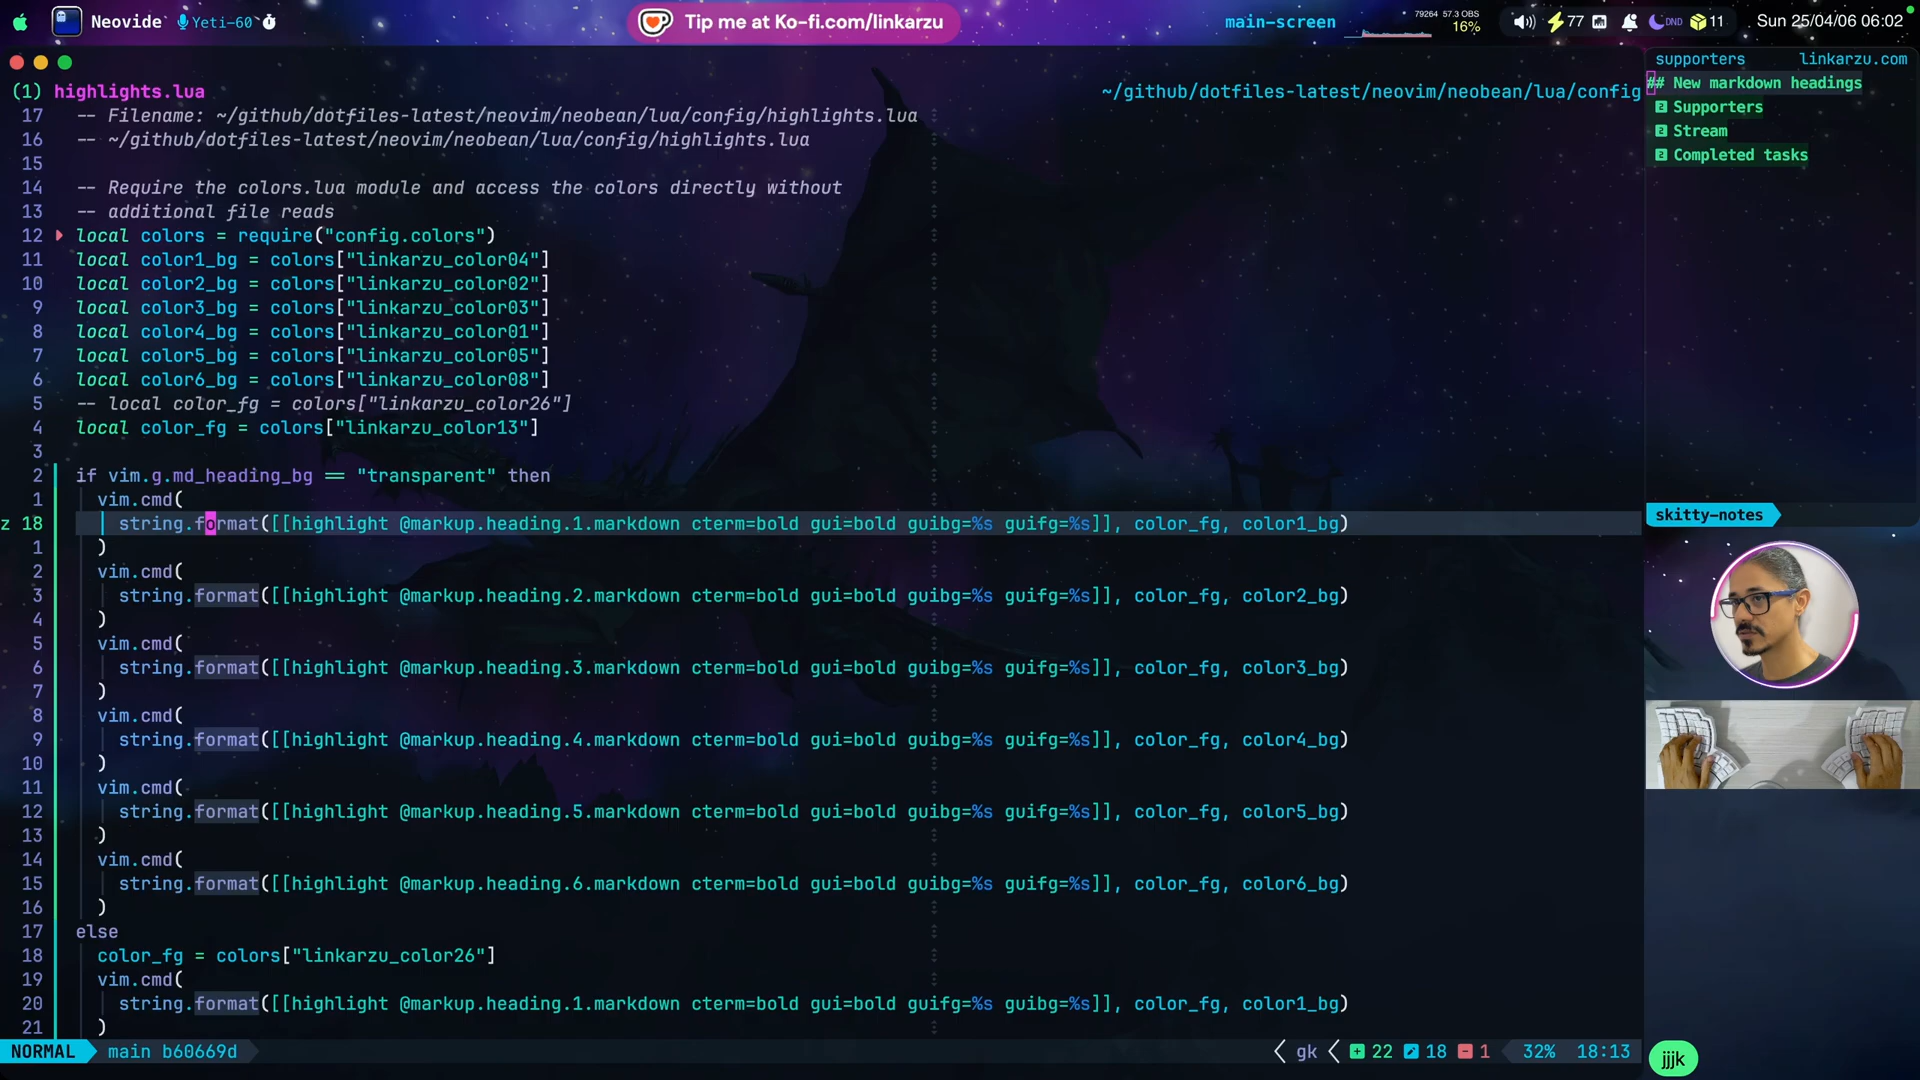 Neovide Yeti-60
Tip me at Ko-fi.com/linkarzu
main-screen
79264 57.3 OBS
16%
77
DND
11
Sun 25/04/06 06:02
(1) highlights.lua
~/github/dotfiles-latest/neovim/neobean/lua/config
17 -- Filename: ~/github/dotfiles-latest/neovim/neobean/lua/config/highlights.lua
16 -- ~/github/dotfiles-latest/neovim/neobean/lua/config/highlights.lua
15
14 -- Require the colors.lua module and access the colors directly without
13 -- additional file reads
12 local colors = require("config.colors")
11 local color1_bg = colors["linkarzu_color04"]
10 local color2_bg = colors["linkarzu_color02"]
9 local color3_bg = colors["linkarzu_color03"]
8 local color4_bg = colors["linkarzu_color01"]
7 local color5_bg = colors["linkarzu_color05"]
6 local color6_bg = colors["linkarzu_color08"]
5 -- local color_fg = colors["linkarzu_color26"]
4 local color_fg = colors["linkarzu_color13"]
3
2 if vim.g.md_heading_bg == "transparent" then
1 vim.cmd(
z 18 string.format([[highlight @markup.heading.1.markdown cterm=bold gui=bold guibg=%s guifg=%s]], color_fg, color1_bg)
1 )
2 vim.cmd(
3 string.format([[highlight @markup.heading.2.markdown cterm=bold gui=bold guibg=%s guifg=%s]], color_fg, color2_bg)
4 )
5 vim.cmd(
6 string.format([[highlight @markup.heading.3.markdown cterm=bold gui=bold guibg=%s guifg=%s]], color_fg, color3_bg)
7 )
8 vim.cmd(
9 string.format([[highlight @markup.heading.4.markdown cterm=bold gui=bold guibg=%s guifg=%s]], color_fg, color4_bg)
10 )
11 vim.cmd(
12 string.format([[highlight @markup.heading.5.markdown cterm=bold gui=bold guibg=%s guifg=%s]], color_fg, color5_bg)
13 )
14 vim.cmd(
15 string.format([[highlight @markup.heading.6.markdown cterm=bold gui=bold guibg=%s guifg=%s]], color_fg, color6_bg)
16 )
17 else
18 color_fg = colors["linkarzu_color26"]
19 vim.cmd(
20 string.format([[highlight @markup.heading.1.markdown cterm=bold gui=bold guifg=%s guibg=%s]], color_fg, color1_bg)
21 )
NORMAL main b60669d
gk 22 18 1 32% 18:13
supporters linkarzu.com
## New markdown headings
2 Supporters
2 Stream
2 Completed tasks
skitty-notes
jjjk